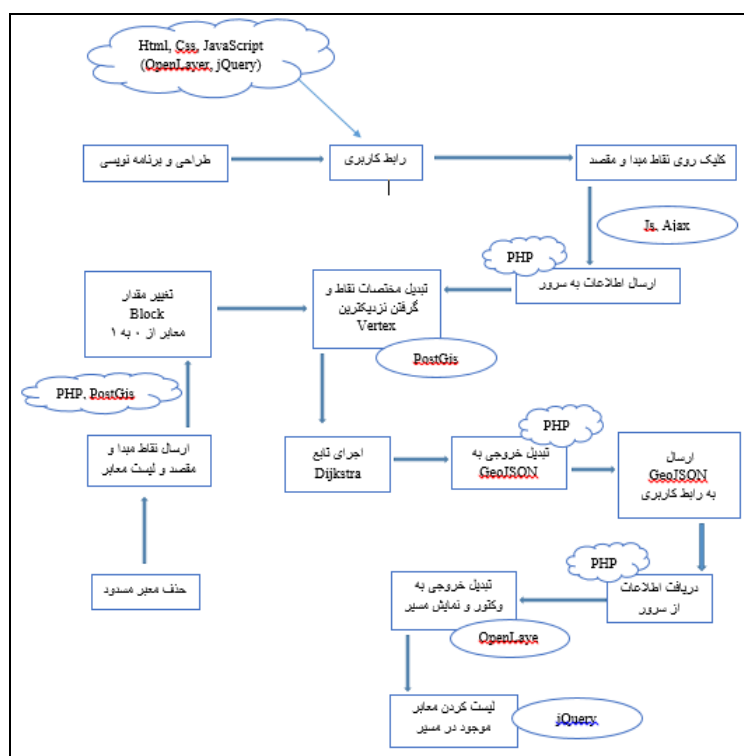 Html, Css, JavaScript
(OpenLayer, jQuery)
طراحی و برنامه نویسی
رابط کاربری
کلیک روی نقاط مبدا و مقصد
Js, Ajax
PHP
ارسال اطلاعات به سرور
تبدیل مختصات نقاط و
گرفتن نزدیکترین
Vertex
PostGis
تغییر مقدار
Block
معابر از ۰ به ۱
PHP, PostGis
ارسال نقاط مبدا و
مقصد و لیست معابر
حذف معبر مسدود
اجرای تابع
Dijkstra
PHP
تبدیل خروجی به
GeoJSON
ارسال
GeoJSON
به رابط کاربری
PHP
دریافت اطلاعات
از سرور
تبدیل خروجی به
وکتور و نمایش مسیر
OpenLaye
لیست کردن معابر
موجود در مسیر
jQuery